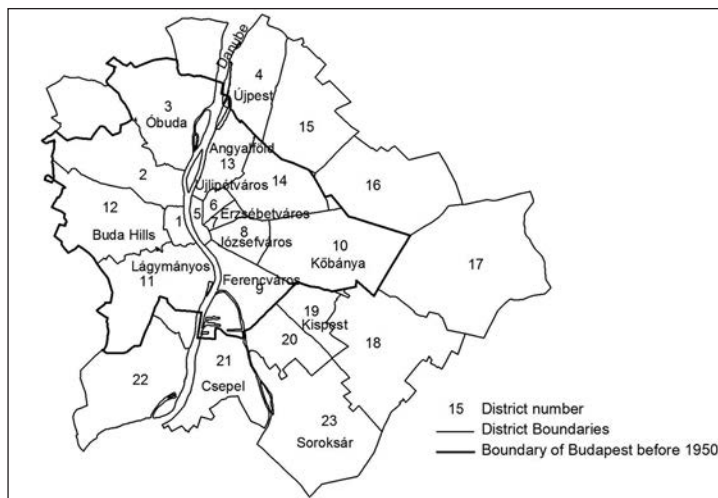 Danube
4
Újpest
3
Óbuda
15
Angyalföld
13
Ujlipótváros
14
16
2
12
Buda Hills
1
5
6
Erzsébetváros
8
Józsefváros
10
Kőbánya
17
Lágymányos
11
Ferencváros
9
19
Kispest
20
18
21
Csepel
22
23
Soroksár
15 District number
District Boundaries
Boundary of Budapest before 1950